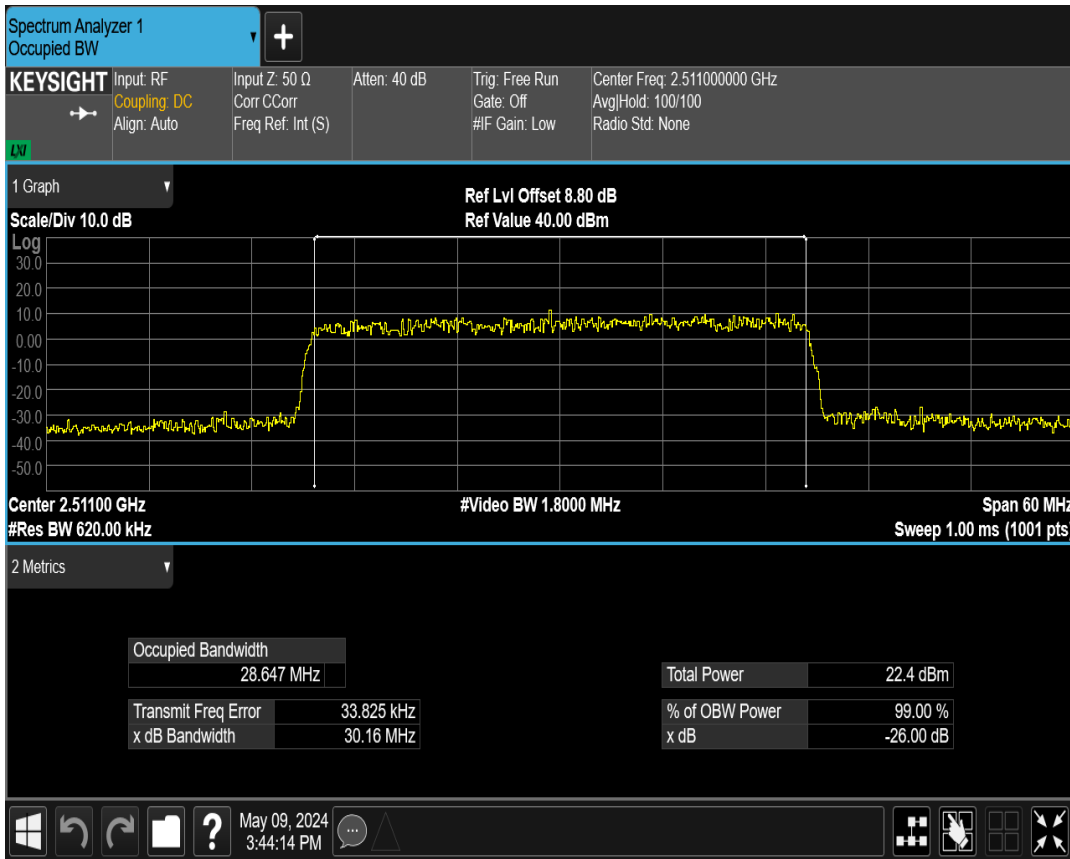 Spectrum Analyzer 1
Occupied BW
+
KEYSIGHT
LXI
Input: RF
Coupling: DC
Align: Auto
Input Z: 50 Ω
Corr CCorr
Freq Ref: Int (S)
Atten: 40 dB
Trig: Free Run
Gate: Off
#IF Gain: Low
Center Freq: 2.511000000 GHz
Avg|Hold: 100/100
Radio Std: None
1 Graph
Scale/Div 10.0 dB
Ref Lvl Offset 8.80 dB
Ref Value 40.00 dBm
Log
30.0
20.0
10.0
0.00
-10.0
-20.0
-30.0
-40.0
-50.0
Center 2.51100 GHz
#Video BW 1.8000 MHz
Span 60 MHz
#Res BW 620.00 kHz
Sweep 1.00 ms (1001 pts)
2 Metrics
Occupied Bandwidth
28.647 MHz
Total Power 22.4 dBm
Transmit Freq Error 33.825 kHz
% of OBW Power 99.00 %
x dB Bandwidth 30.16 MHz
x dB -26.00 dB
?
May 09, 2024
3:44:14 PM